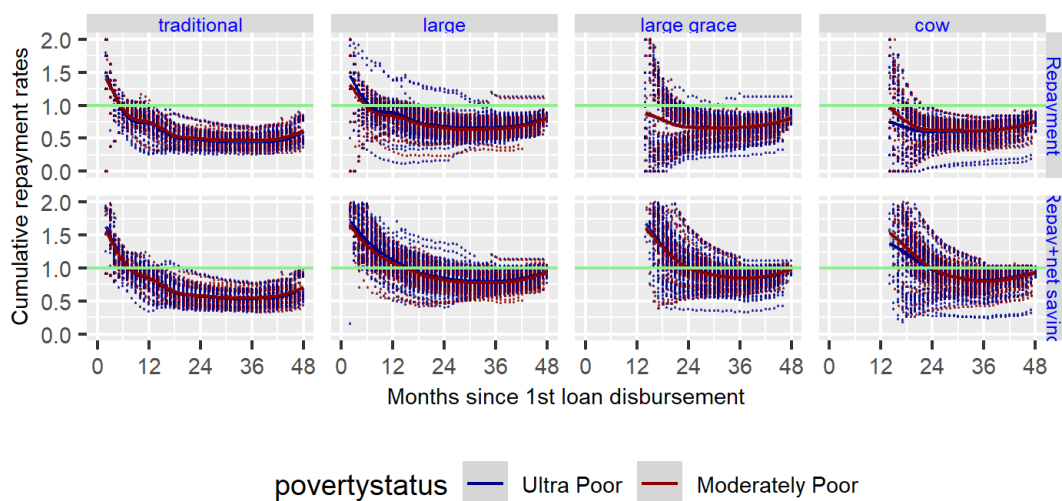 traditional large large grace cow
Cumulative repayment rates
2.0
1.5
1.0
0.5
0.0
Repayment
2.0
1.5
1.0
0.5
0.0
Repay+net saving
0 12 24 36 48 0 12 24 36 48 0 12 24 36 48 0 12 24 36 48
Months since 1st loan disbursement
povertystatus Ultra Poor Moderately Poor